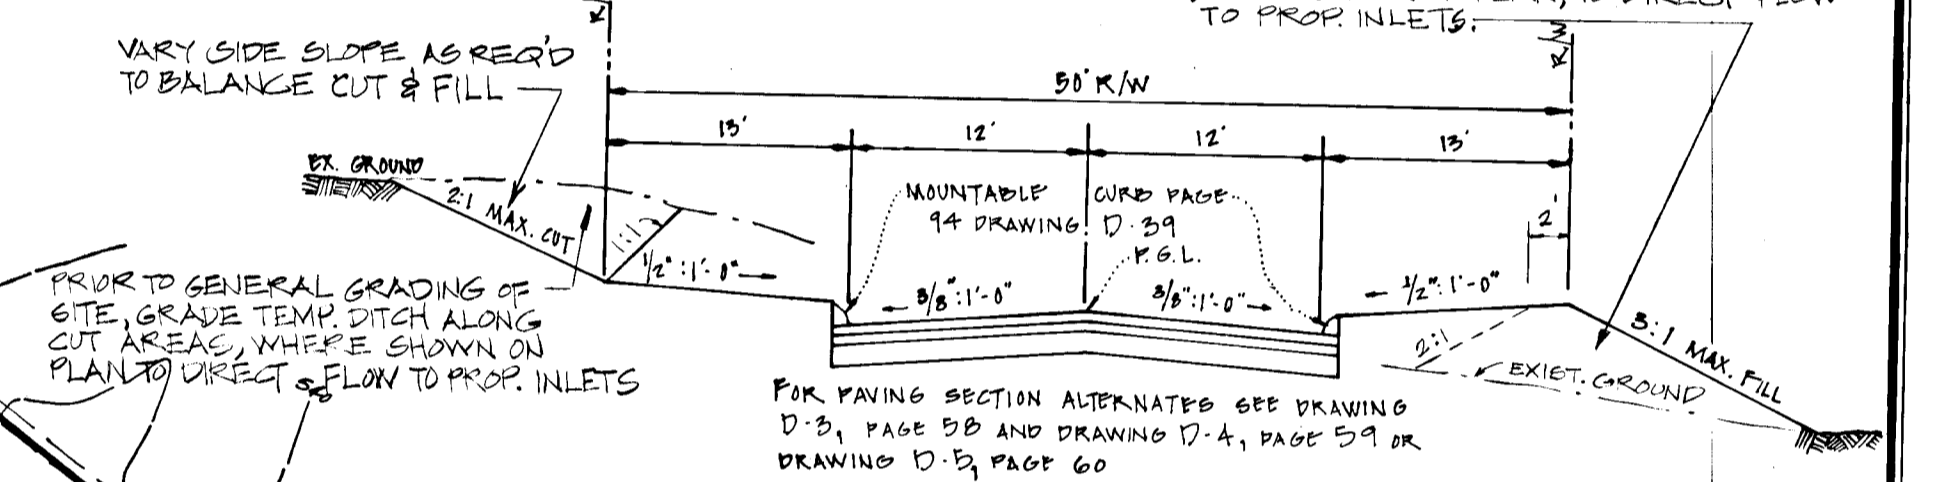 TO PROP. INLETS.
VARY SIDE SLOPE AS REQ'D
TO BALANCE CUT & FILL
R/W
50' R/W
13'
12'
12'
13'
EX. GROUND
2:1 MAX. CUT
1:1
1/2" : 1'-0"
MOUNTABLE CURB PAGE
94 DRAWING D-39
P.G.L.
3/8" : 1'-0"
3/8" : 1'-0"
1/2" : 1'-0"
2'
2:1
3:1 MAX. FILL
EXIST. GROUND
PRIOR TO GENERAL GRADING OF
SITE, GRADE TEMP. DITCH ALONG
CUT AREAS, WHERE SHOWN ON
PLAN TO DIRECT FLOW TO PROP. INLETS
FOR PAVING SECTION ALTERNATES SEE DRAWING
D-3, PAGE 58 AND DRAWING D-4, PAGE 59 OR
DRAWING D-5, PAGE 60